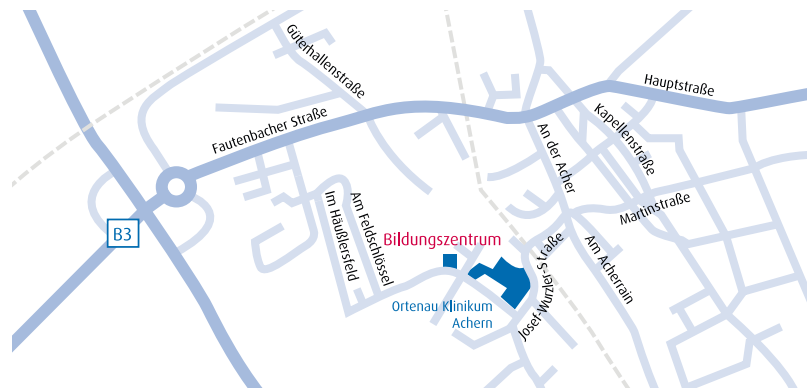 Güterhallenstraße
Hauptstraße
Fautenbacher Straße
Kapellenstraße
An der Acher
Im Häußlersfeld
Am Feldschlössel
Martinstraße
B3
Bildungszentrum
Josef-Wurzler-Straße
Am Acherrain
Ortenau Klinikum
Achern